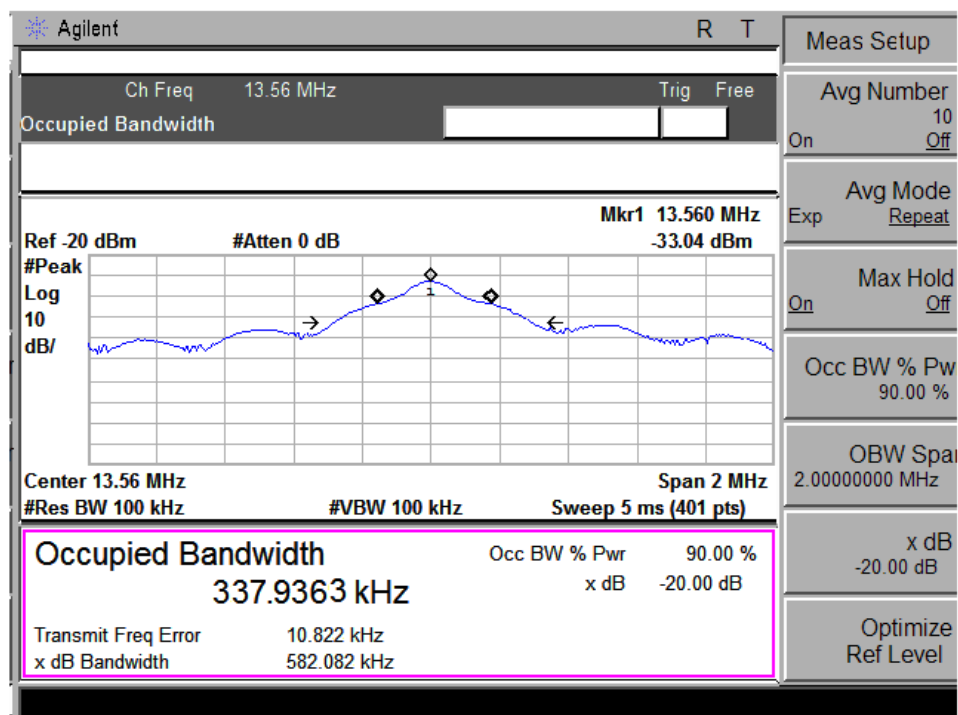 Agilent R T
Ch Freq 13.56 MHz Trig Free
Occupied Bandwidth
Mkr1 13.560 MHz
Ref -20 dBm #Atten 0 dB -33.04 dBm
#Peak
Log
10
dB/
1
Center 13.56 MHz Span 2 MHz
#Res BW 100 kHz #VBW 100 kHz Sweep 5 ms (401 pts)
Occupied Bandwidth Occ BW % Pwr 90.00 %
337.9363 kHz x dB -20.00 dB
Transmit Freq Error 10.822 kHz
x dB Bandwidth 582.082 kHz
Meas Setup
Avg Number
10
On Off
Avg Mode
Exp Repeat
Max Hold
On Off
Occ BW % Pw
90.00 %
OBW Spa
2.00000000 MHz
x dB
-20.00 dB
Optimize
Ref Level